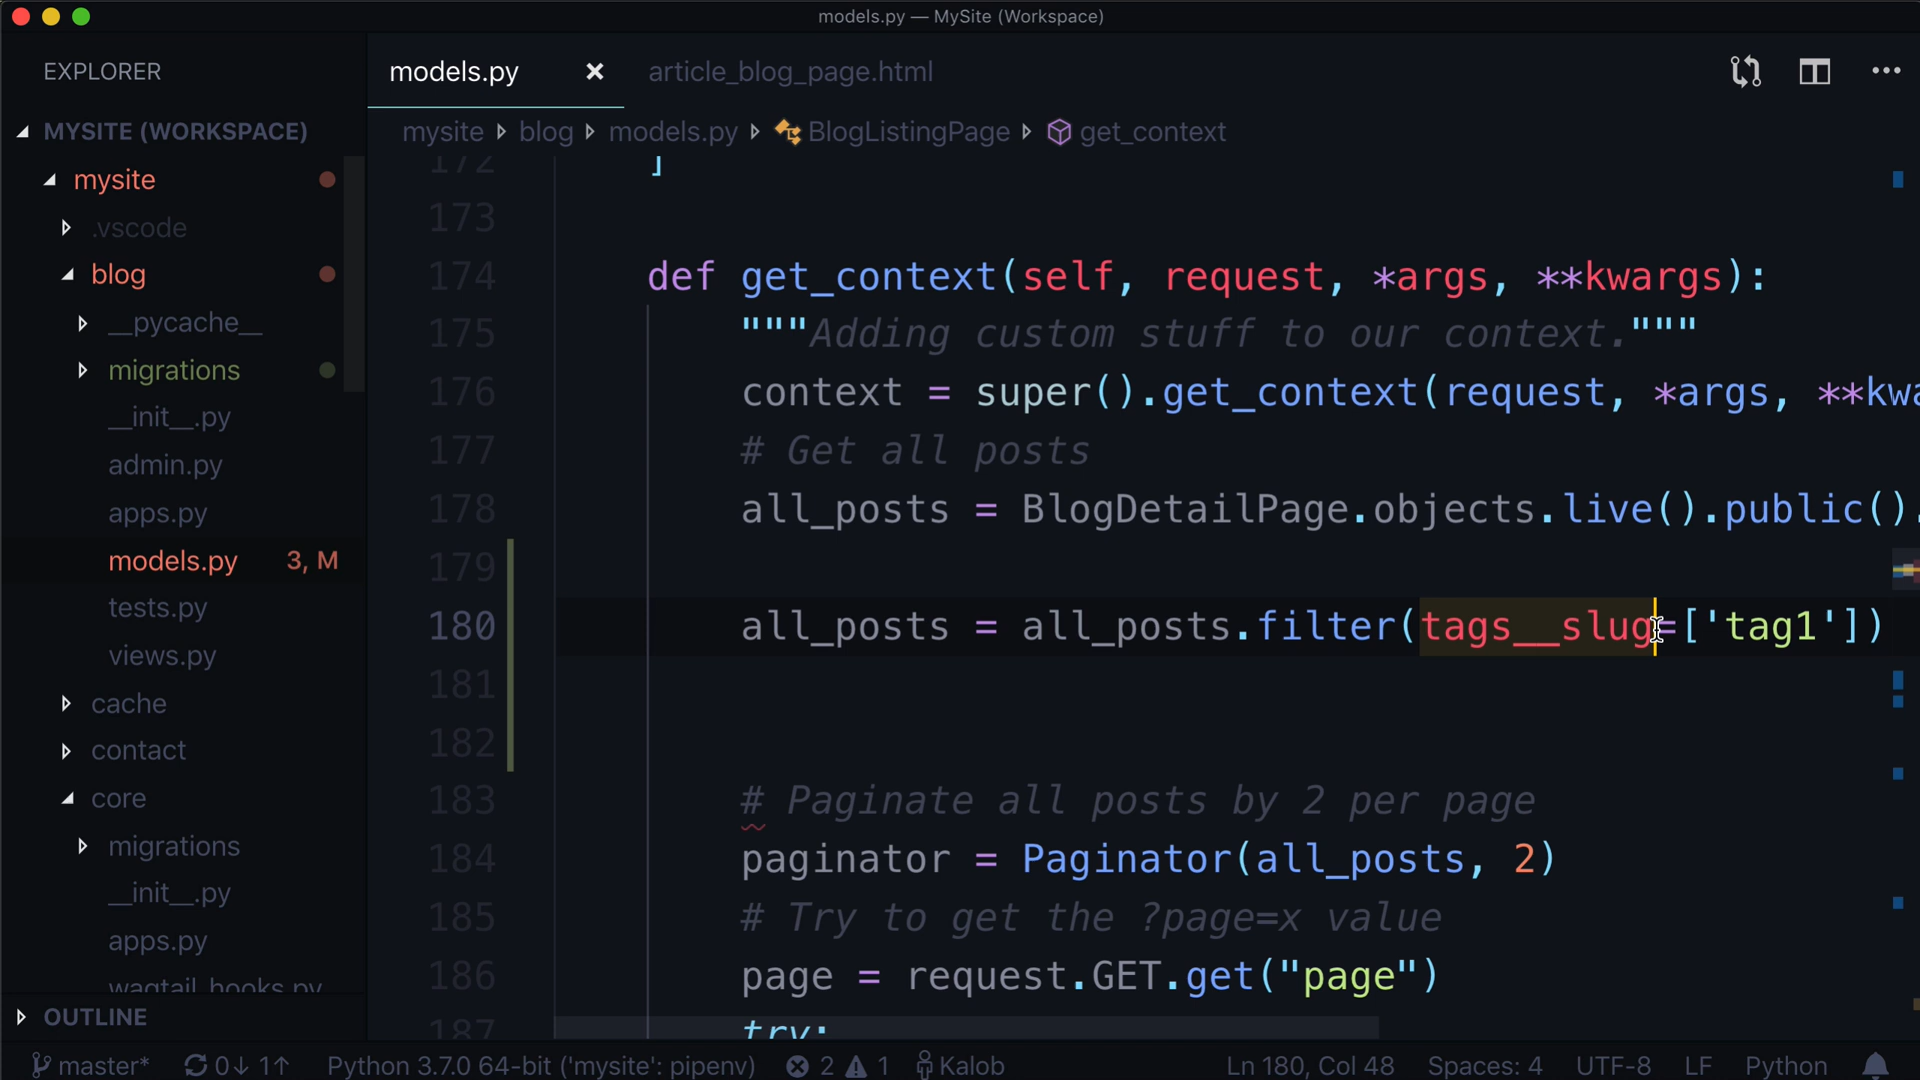 models.py — MySite (Workspace)
EXPLORER
MYSITE (WORKSPACE)
mysite
.vscode
blog
__pycache__
migrations
__init__.py
admin.py
apps.py
models.py 3, M
tests.py
views.py
cache
contact
core
migrations
__init__.py
apps.py
wagtail_hooks.py
OUTLINE
models.py
article_blog_page.html
mysite blog models.py BlogListingPage get_context
172 ]
173
174 def get_context(self, request, *args, **kwargs):
175 """Adding custom stuff to our context."""
176 context = super().get_context(request, *args, **kwa
177 # Get all posts
178 all_posts = BlogDetailPage.objects.live().public().
179
180 all_posts = all_posts.filter(tags__slug=['tag1'])
181
182
183 # Paginate all posts by 2 per page
184 paginator = Paginator(all_posts, 2)
185 # Try to get the ?page=x value
186 page = request.GET.get("page")
187 try:
master* 0↓ 1↑ Python 3.7.0 64-bit ('mysite': pipenv) 2 1 Kalob Ln 180, Col 48 Spaces: 4 UTF-8 LF Python